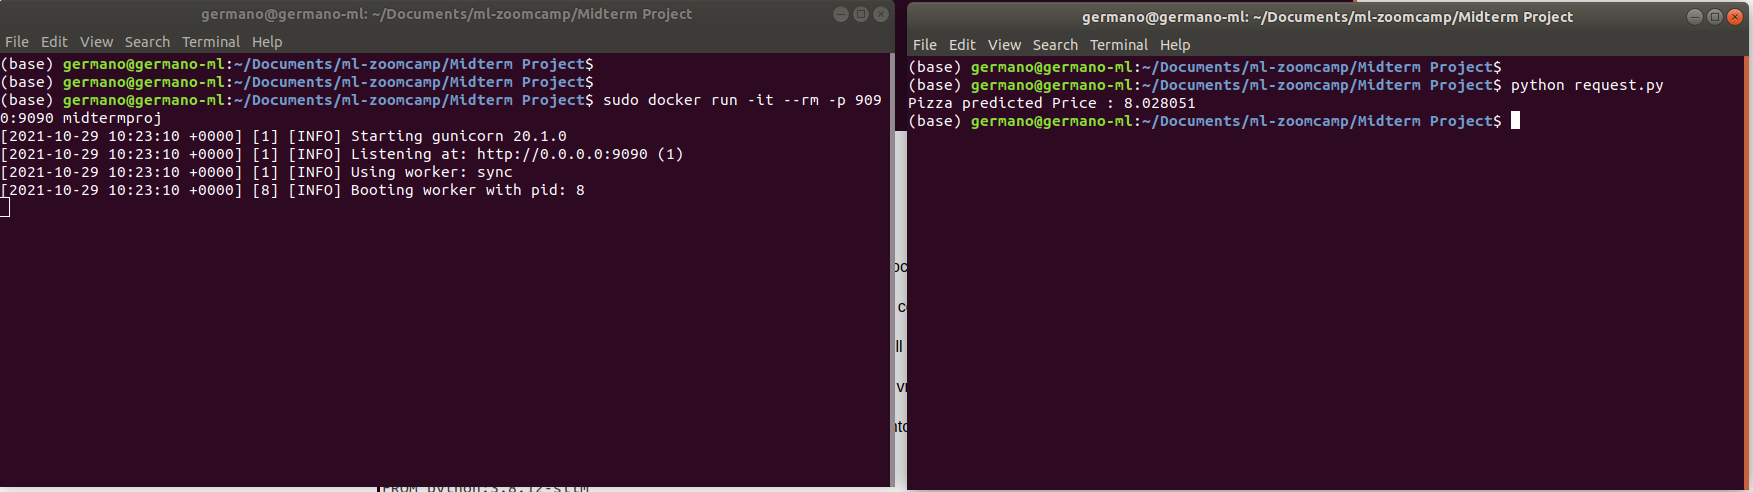 germano@germano-ml: ~/Documents/ml-zoomcamp/Midterm Project
File Edit View Search Terminal Help
(base) germano@germano-ml:~/Documents/ml-zoomcamp/Midterm Project$
(base) germano@germano-ml:~/Documents/ml-zoomcamp/Midterm Project$
(base) germano@germano-ml:~/Documents/ml-zoomcamp/Midterm Project$ sudo docker run -it --rm -p 909
0:9090 midtermproj
[2021-10-29 10:23:10 +0000] [1] [INFO] Starting gunicorn 20.1.0
[2021-10-29 10:23:10 +0000] [1] [INFO] Listening at: http://0.0.0.0:9090 (1)
[2021-10-29 10:23:10 +0000] [1] [INFO] Using worker: sync
[2021-10-29 10:23:10 +0000] [8] [INFO] Booting worker with pid: 8
germano@germano-ml: ~/Documents/ml-zoomcamp/Midterm Project
File Edit View Search Terminal Help
(base) germano@germano-ml:~/Documents/ml-zoomcamp/Midterm Project$
(base) germano@germano-ml:~/Documents/ml-zoomcamp/Midterm Project$ python request.py
Pizza predicted Price : 8.028051
(base) germano@germano-ml:~/Documents/ml-zoomcamp/Midterm Project$
FROM python:3.8.12-slim